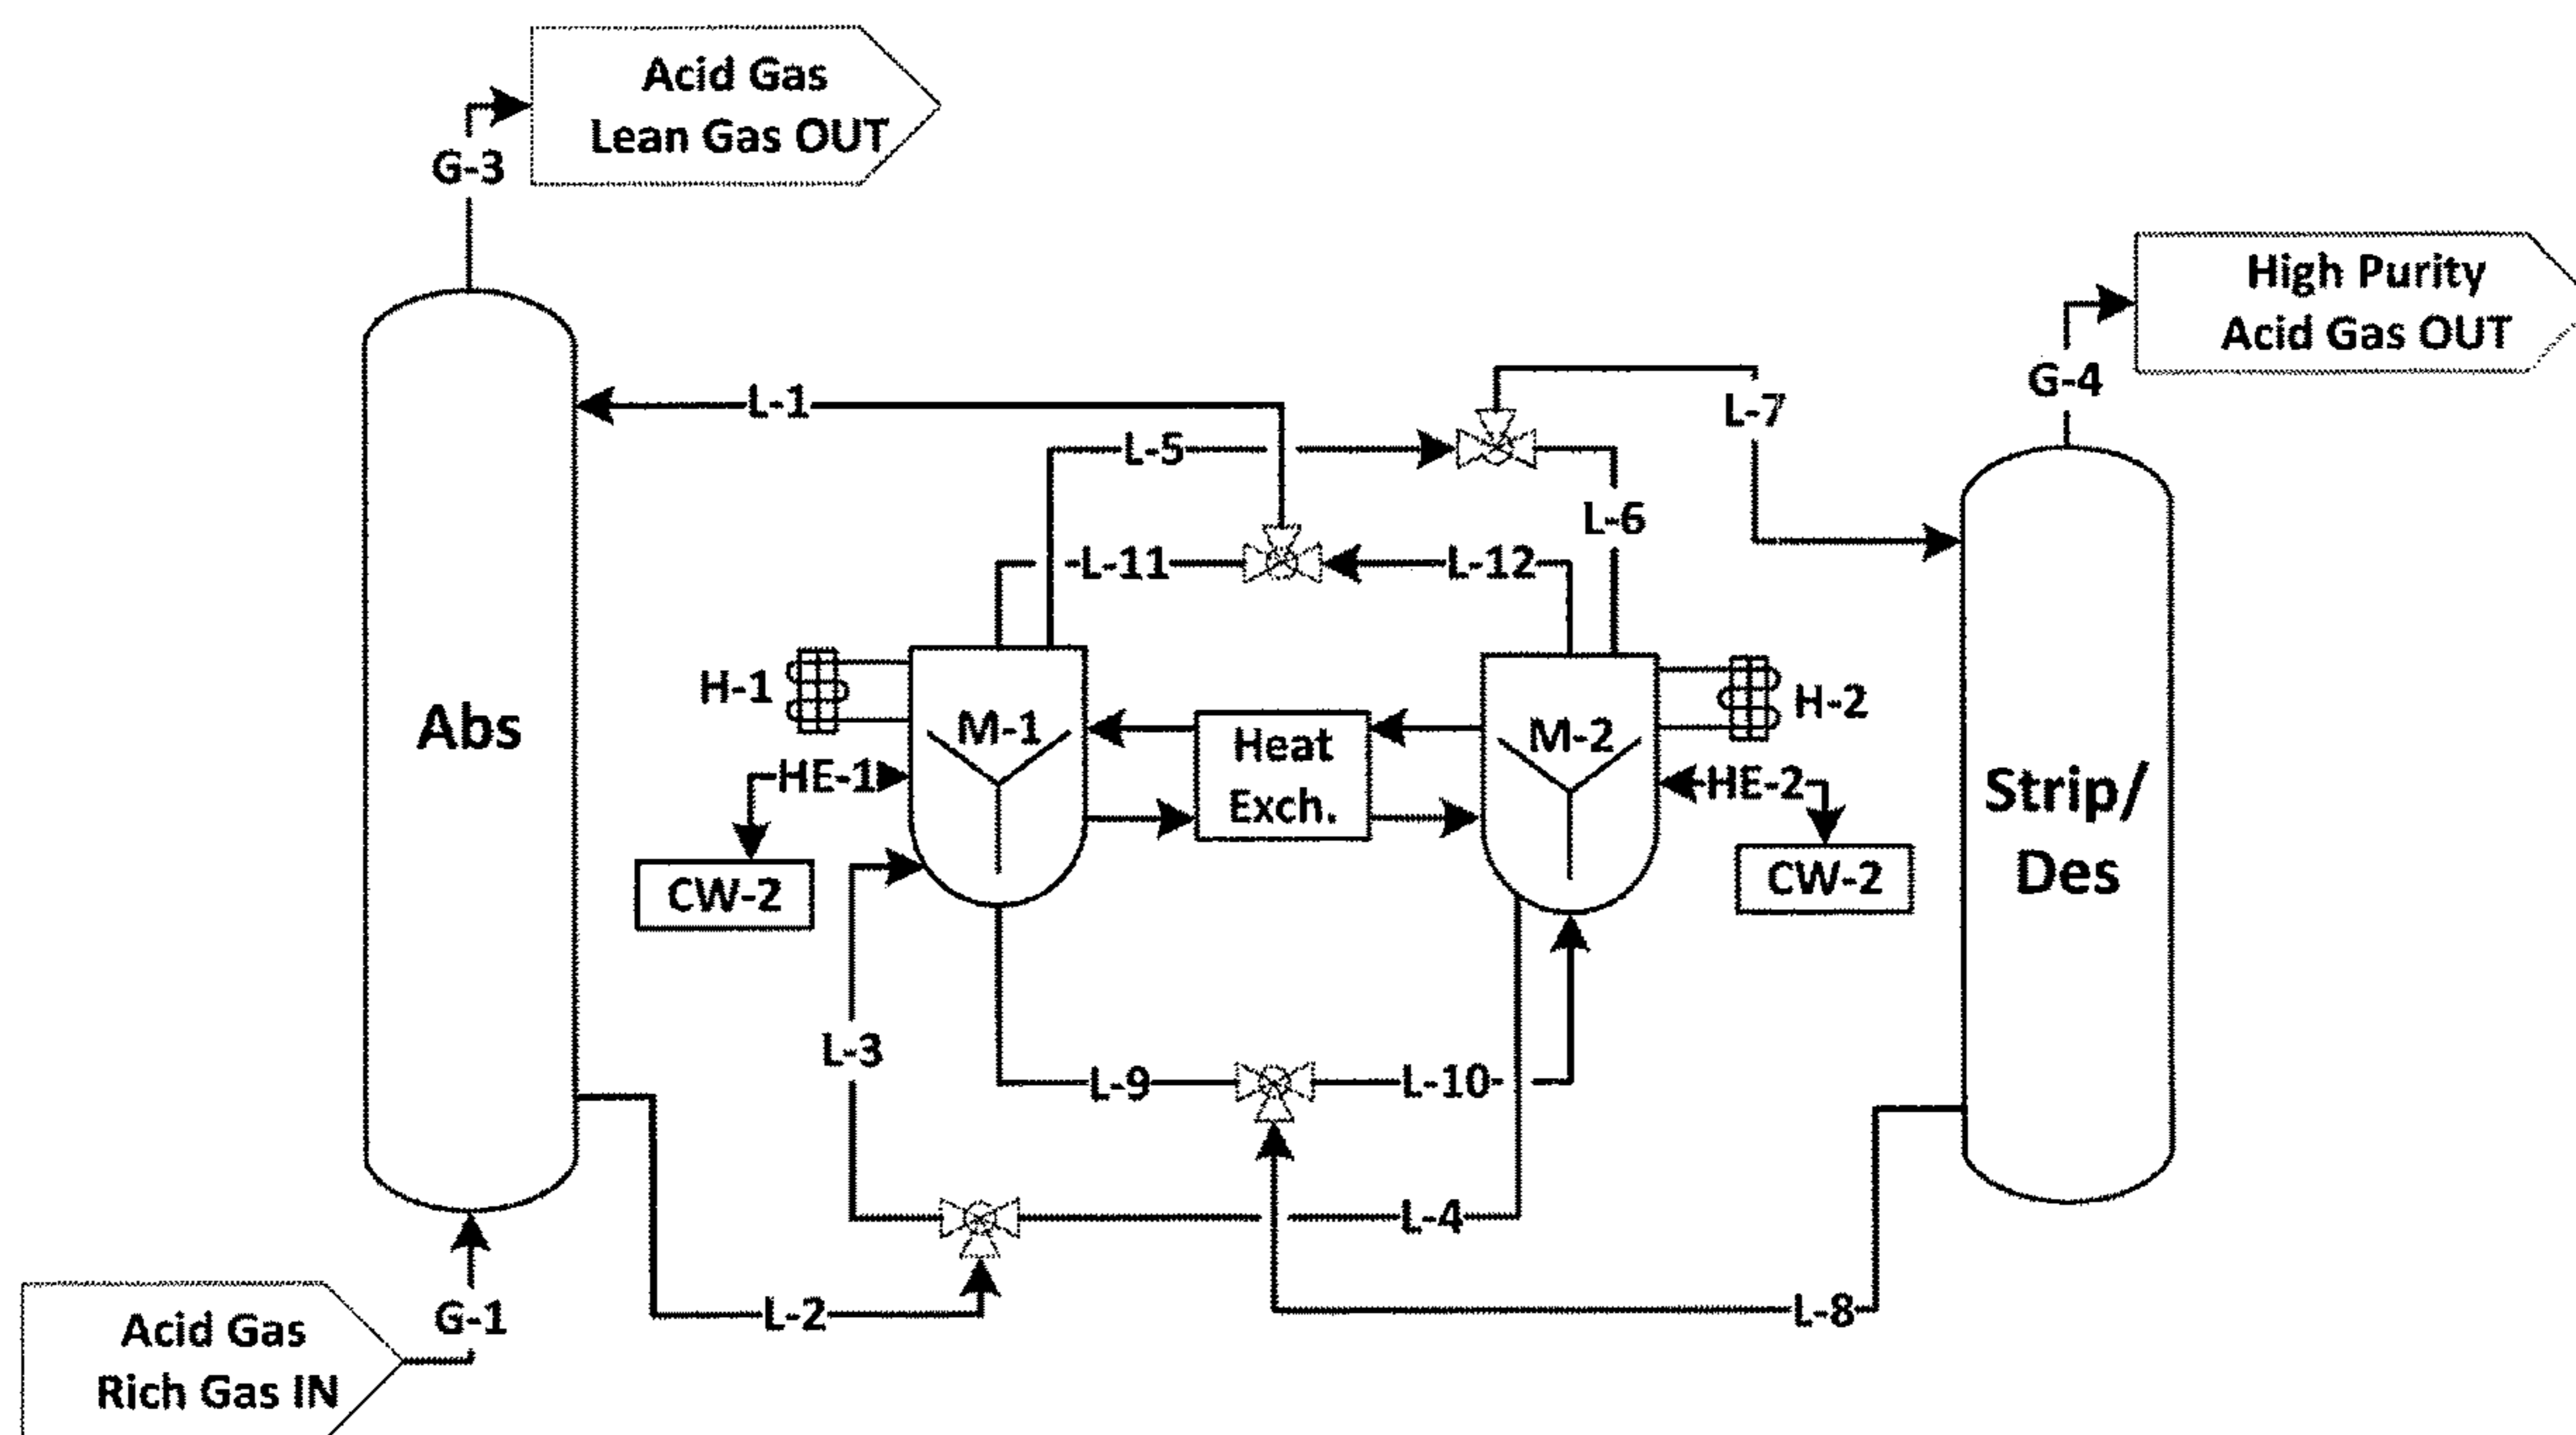 Acid Gas
Lean Gas OUT
G-3
High Purity
Acid Gas OUT
G-4
L-1
L-7
L-5
L-6
L-11
L-12
H-1
M-1
Heat
Exch.
M-2
H-2
Abs
HE-1
HE-2
Strip/
Des
CW-2
CW-2
L-3
L-9
L-10
L-4
L-2
L-8
G-1
Acid Gas
Rich Gas IN